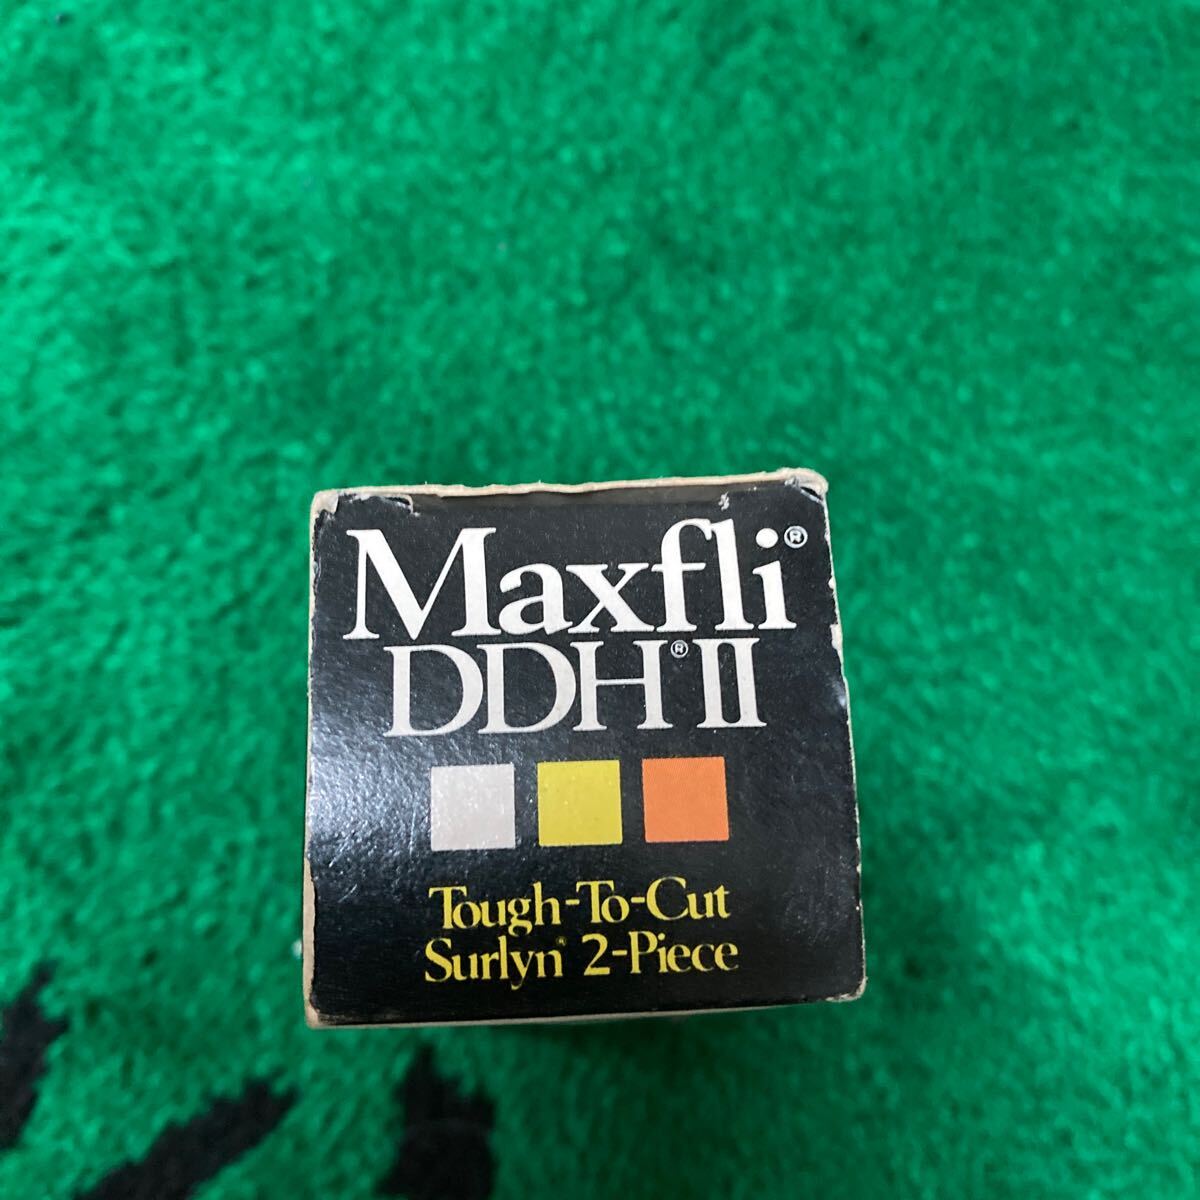 Maxfli®
DDH® II
Tough-To-Cut
Surlyn® 2-Piece